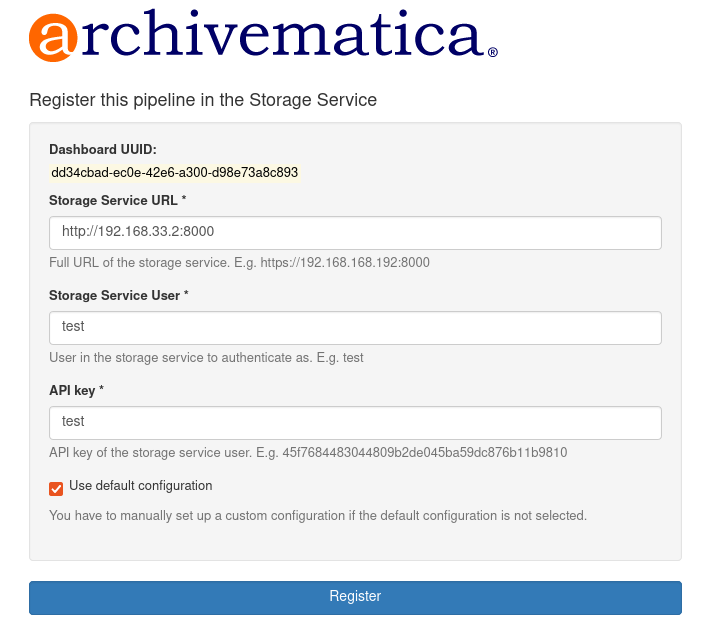 archivematica®
Register this pipeline in the Storage Service
Dashboard UUID:
dd34cbad-ec0e-42e6-a300-d98e73a8c893
Storage Service URL *
http://192.168.33.2:8000
Full URL of the storage service. E.g. https://192.168.168.192:8000
Storage Service User *
test
User in the storage service to authenticate as. E.g. test
API key *
test
API key of the storage service user. E.g. 45f7684483044809b2de045ba59dc876b11b9810
Use default configuration
You have to manually set up a custom configuration if the default configuration is not selected.
Register